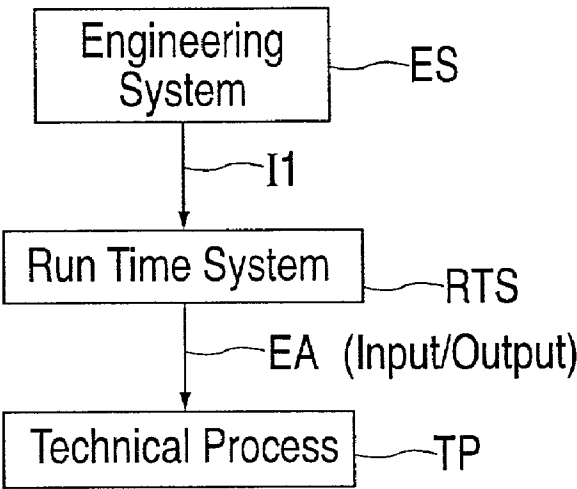 Engineering
System
ES
I1
Run Time System
RTS
EA (Input/Output)
Technical Process
TP